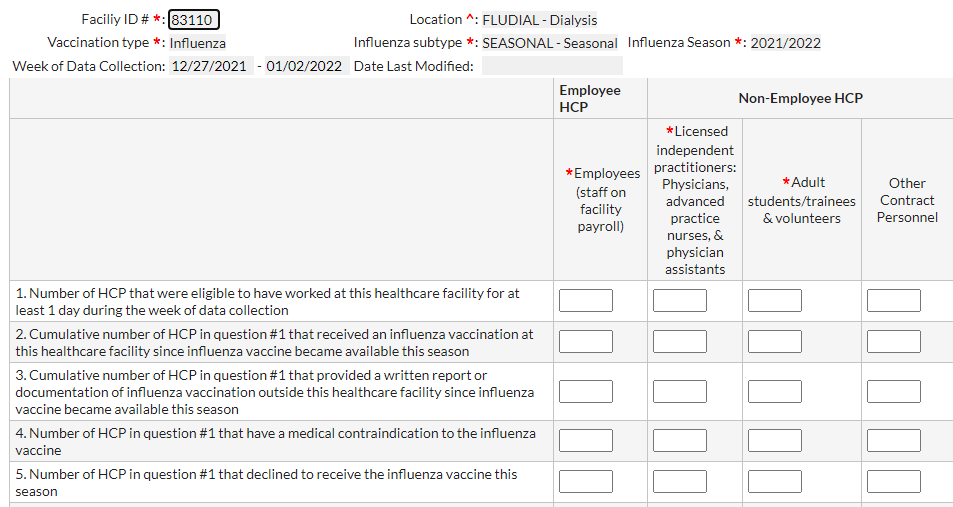 Faciliy ID # *: 83110 Location ^: FLUDIAL - Dialysis
Vaccination type *: Influenza Influenza subtype *: SEASONAL - Seasonal Influenza Season *: 2021/2022
Week of Data Collection: 12/27/2021 - 01/02/2022 Date Last Modified:
Employee
HCP
Non-Employee HCP
*Employees
(staff on
facility
payroll)
*Licensed
independent
practitioners:
Physicians,
advanced
practice
nurses, &
physician
assistants
*Adult
students/trainees
& volunteers
Other
Contract
Personnel
1. Number of HCP that were eligible to have worked at this healthcare facility for at
least 1 day during the week of data collection
2. Cumulative number of HCP in question #1 that received an influenza vaccination at
this healthcare facility since influenza vaccine became available this season
3. Cumulative number of HCP in question #1 that provided a written report or
documentation of influenza vaccination outside this healthcare facility since influenza
vaccine became available this season
4. Number of HCP in question #1 that have a medical contraindication to the influenza
vaccine
5. Number of HCP in question #1 that declined to receive the influenza vaccine this
season